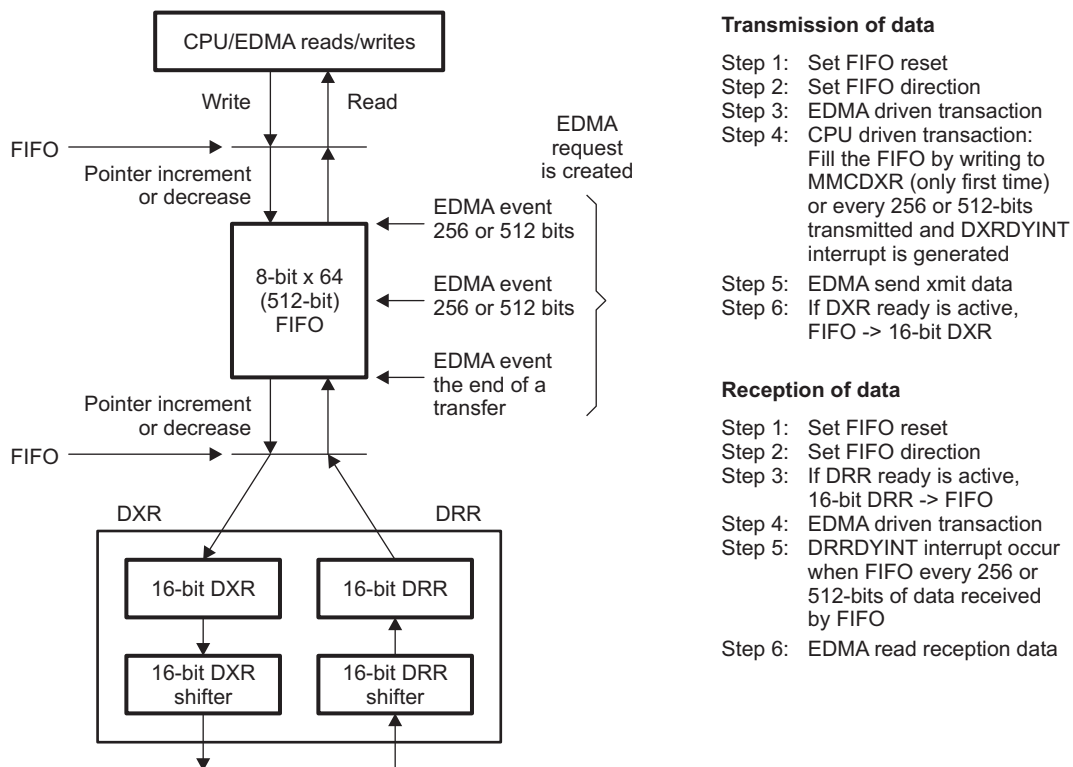 CPU/EDMA reads/writes
Write
Read
FIFO
Pointer increment
or decrease
EDMA
request
is created
EDMA event
256 or 512 bits
8-bit x 64
(512-bit)
FIFO
EDMA event
256 or 512 bits
EDMA event
the end of a
transfer
Pointer increment
or decrease
FIFO
DXR
DRR
16-bit DXR
16-bit DRR
16-bit DXR
shifter
16-bit DRR
shifter
Transmission of data
Step 1: Set FIFO reset
Step 2: Set FIFO direction
Step 3: EDMA driven transaction
Step 4: CPU driven transaction:
Fill the FIFO by writing to
MMCDXR (only first time)
or every 256 or 512-bits
transmitted and DXRDYINT
interrupt is generated
Step 5: EDMA send xmit data
Step 6: If DXR ready is active,
FIFO -> 16-bit DXR
Reception of data
Step 1: Set FIFO reset
Step 2: Set FIFO direction
Step 3: If DRR ready is active,
16-bit DRR -> FIFO
Step 4: EDMA driven transaction
Step 5: DRRDYINT interrupt occur
when FIFO every 256 or
512-bits of data received
by FIFO
Step 6: EDMA read reception data